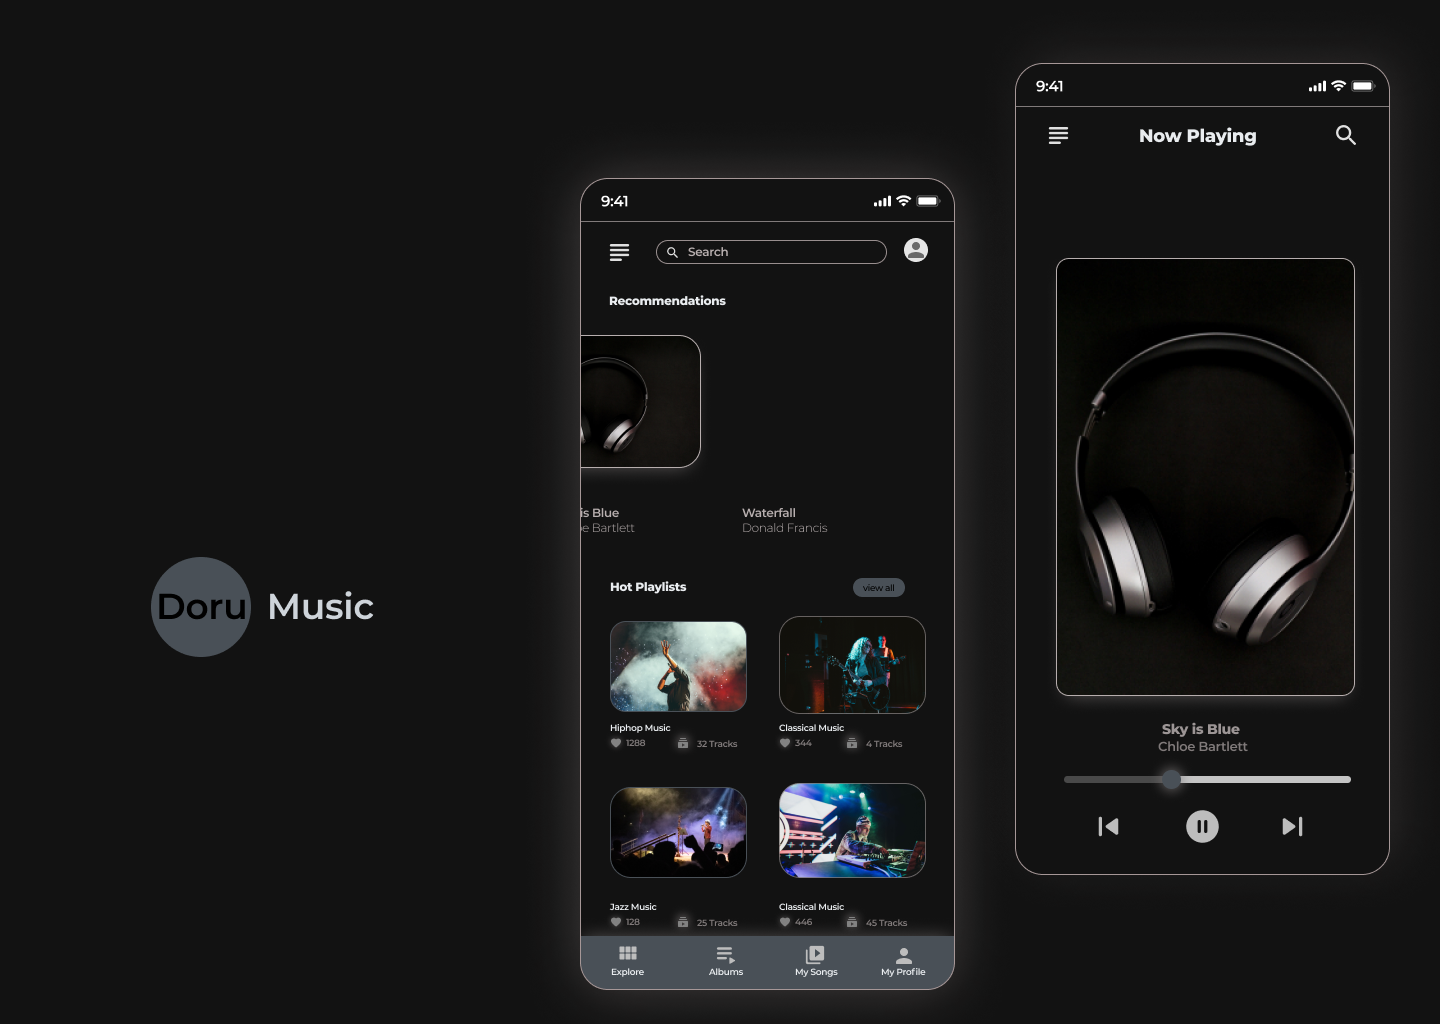 Doru Music
9:41
Search
Recommendations
is Blue
e Bartlett
Waterfall
Donald Francis
Hot Playlists
view all
Hiphop Music
1288
32 Tracks
Classical Music
344
4 Tracks
Jazz Music
128
25 Tracks
Classical Music
446
45 Tracks
Explore
Albums
My Songs
My Profile
9:41
Now Playing
Sky is Blue
Chloe Bartlett